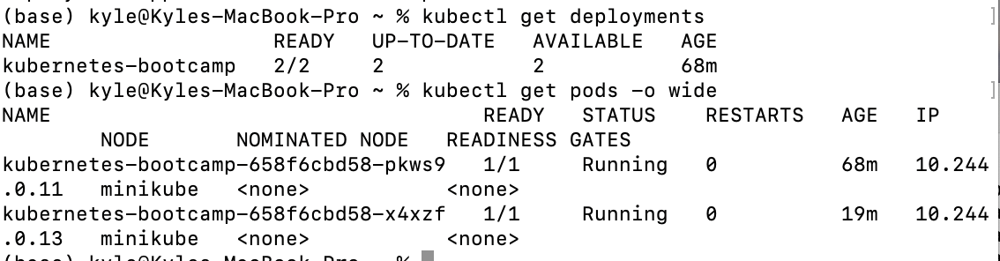 (base) kyle@Kyles-MacBook-Pro ~ % kubectl get deployments ]
NAME READY UP-TO-DATE AVAILABLE AGE
kubernetes-bootcamp 2/2 2 2 68m
(base) kyle@Kyles-MacBook-Pro ~ % kubectl get pods -o wide ]
NAME READY STATUS RESTARTS AGE IP
NODE NOMINATED NODE READINESS GATES
kubernetes-bootcamp-658f6cbd58-pkws9 1/1 Running 0 68m 10.244
.0.11 minikube <none> <none>
kubernetes-bootcamp-658f6cbd58-x4xzf 1/1 Running 0 19m 10.244
.0.13 minikube <none> <none>
(base) kyle@Kyles-MacBook-Pro ~ %